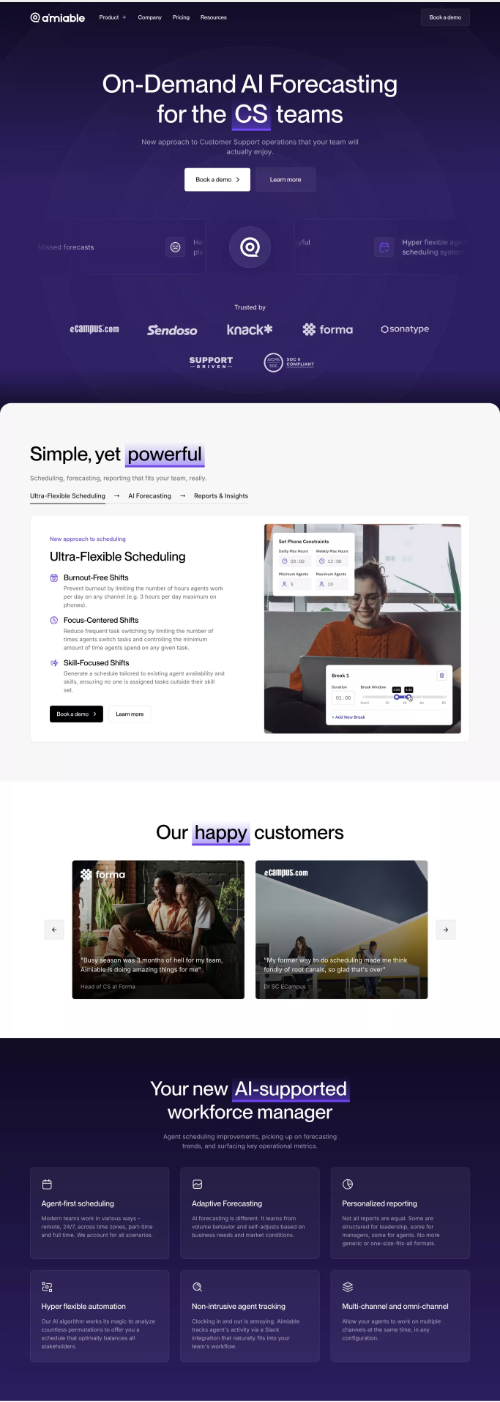 aimiable
Product +
Company
Pricing
Resources
Book a demo
On-Demand AI Forecasting
for the CS teams
New approach to Customer Support operations that your team will
actually enjoy.
Book a demo >
Learn more
Missed forecasts
Hyper flexible
scheduling
Trusted by
eCampus.com
Sendoso
knack*
forma
sonatype
SUPPORT
DRIVEN
SOC 2
COMPLIANT
Simple, yet powerful
Scheduling, forecasting, reporting that fits your team, really.
Ultra-Flexible Scheduling → AI Forecasting → Reports & Insights
New approach to scheduling
Ultra-Flexible Scheduling
Burnout-Free Shifts
Prevent burnout by limiting the number of hours agents work
per day on any channel (e.g. 3 hours per day maximum on
phones).
Focus-Centered Shifts
Reduce frequent task switching by limiting the number of
times agents switch tasks and controlling the minimum
amount of time agents spend on any given task.
Skill-Focused Shifts
Generate a schedule tailored to existing agent availability and
skills, ensuring no one is assigned tasks outside their skill
set.
Book a demo >
Learn more
Set Phone Constraints
Daily Max Hours
Weekly Max Hours
00:00
12:00
Minimum Agents
Maximum Agents
5
10
Break 1
Duration
Break Window
01:00
+ Add New Break
Our happy customers
forma
"Busy season was 3 months of hell for my team,
Aimiable is doing amazing things for me"
Head of CS at Forma
eCampus.com
"My former way to do scheduling made me think
fondly of root canals, so glad that's over"
Dr SC ECampus
Your new AI-supported
workforce manager
Agent scheduling improvements, picking up on forecasting
trends, and surfacing key operational metrics.
Agent-first scheduling
Modern teams work in various ways –
remote, 24/7, across time zones, part-time
and full time. We account for all scenarios.
Adaptive Forecasting
AI forecasting is different. It learns from
volume behavior and self-adjusts based on
business needs and market conditions.
Personalized reporting
Not all reports are equal. Some are
structured for leadership, some for
managers, some for agents. No more
generic or one-size-fits-all formats.
Hyper flexible automation
Our AI algorithm works its magic to analyze
countless permutations to offer you a
schedule that optimally balances all
stakeholders.
Non-intrusive agent tracking
Clocking in and out is annoying. Aimiable
tracks agent's activity via a Slack
integration that naturally fits into your
team's workflow.
Multi-channel and omni-channel
Allow your agents to work on multiple
channels at the same time, in any
configuration.